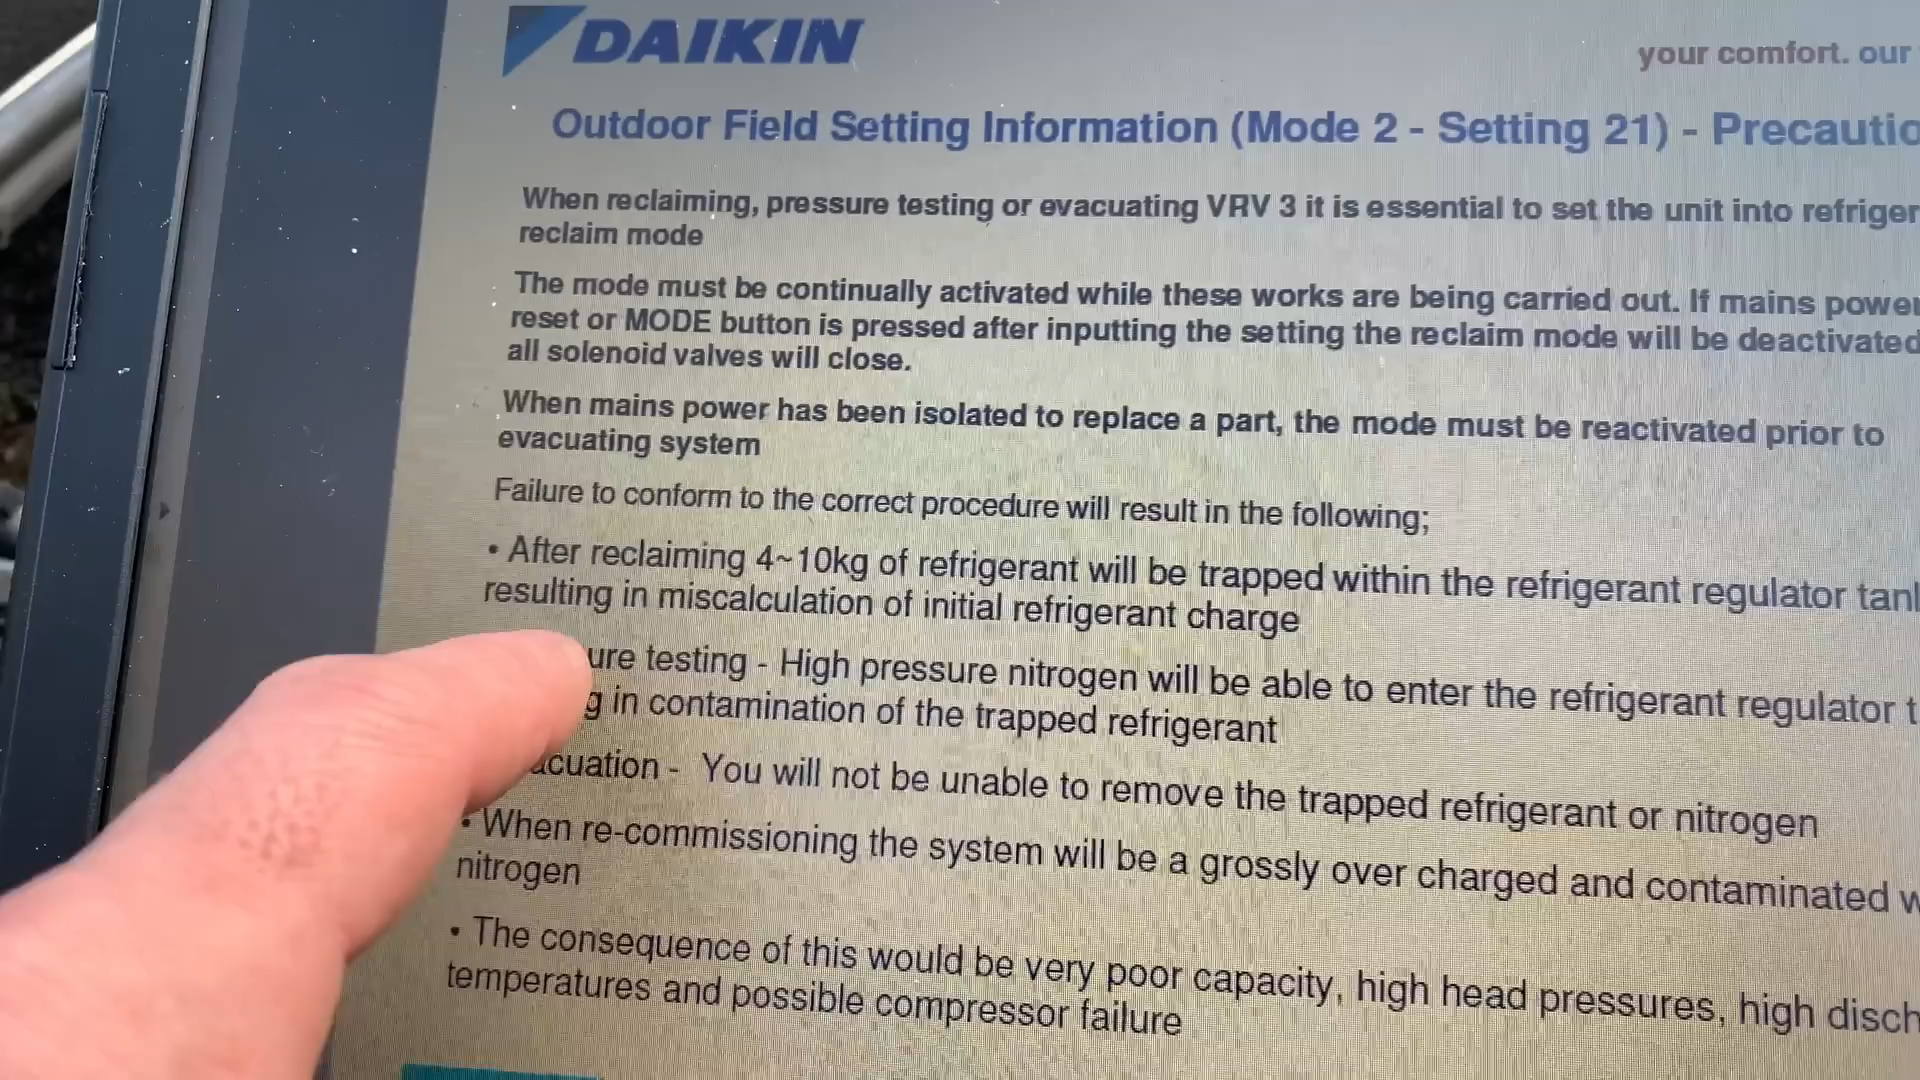 DAIKIN
your comfort. our
Outdoor Field Setting Information (Mode 2 - Setting 21) -
When reclaiming, pressure testing or evacuating VRV 3 it is essential to set the unit into
reclaim mode
The mode must be continually activated while these works are being carried out. If mains power
reset or MODE button is pressed after inputting the setting the reclaim mode will be deactivated
all solenoid valves will close.
When mains power has been isolated to replace a part, the mode must be reactivated prior to
evacuating system
Failure to conform to the correct procedure will result in the following;
• After reclaiming 4~10kg of refrigerant will be trapped within the refrigerant regulator
resulting in miscalculation of initial refrigerant charge
testing - High pressure nitrogen will be able to enter the refrigerant regulator
in contamination of the trapped refrigerant
You will not be unable to remove the trapped refrigerant or nitrogen
• When re-commissioning the system will be a grossly over charged and contaminated
nitrogen
• The consequence of this would be very poor capacity, high head pressures, high
temperatures and possible compressor failure